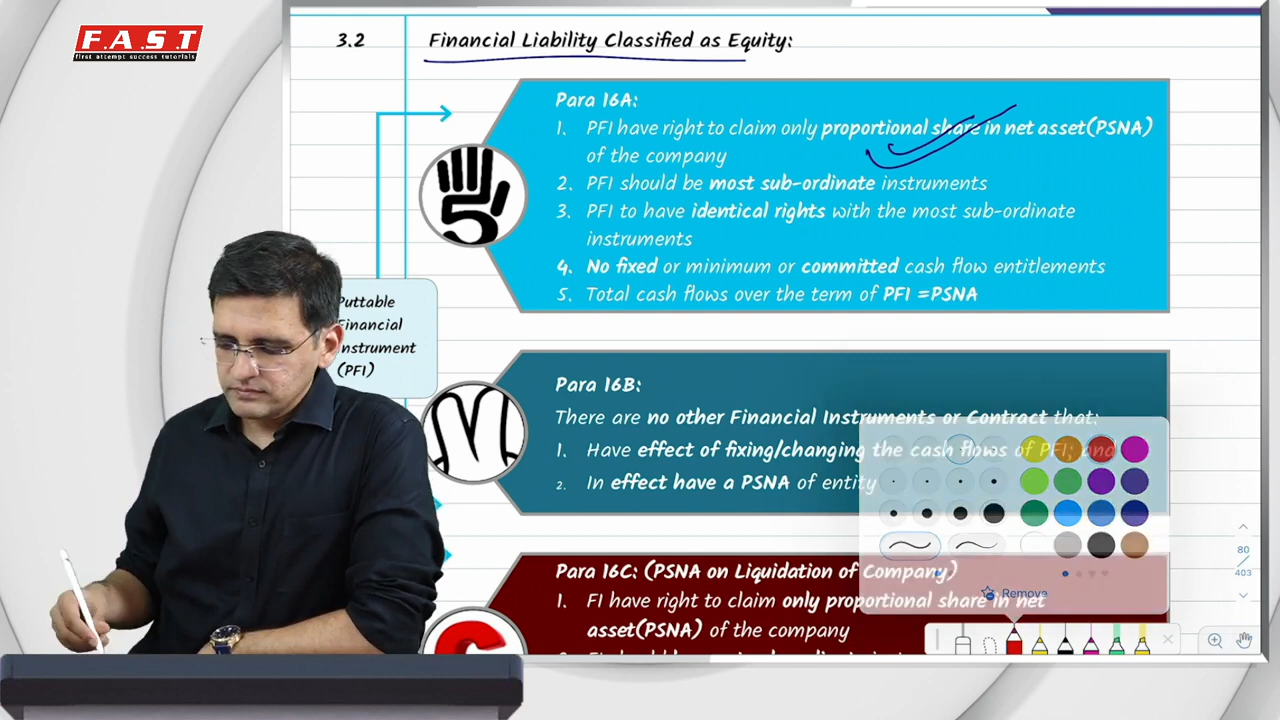 F.A.S.T
first attempt success tutorials
3.2 Financial Liability Classified as Equity:
Para 16A:
1. PFI have right to claim only proportional share in net asset(PSNA)
of the company
2. PFI should be most sub-ordinate instruments
3. PFI to have identical rights with the most sub-ordinate
instruments
4. No fixed or minimum or committed cash flow entitlements
5. Total cash flows over the term of PFI =PSNA
5
Puttable
Financial
Instrument
(PFI)
Para 16B:
There are no other Financial Instruments or Contract that:
1. Have effect of fixing/changing the cash flows of PFI; and
2. In effect have a PSNA of entity
80
403
Remove
Para 16C: (PSNA on Liquidation of Company)
1. FI have right to claim only proportional share in net
asset(PSNA) of the company